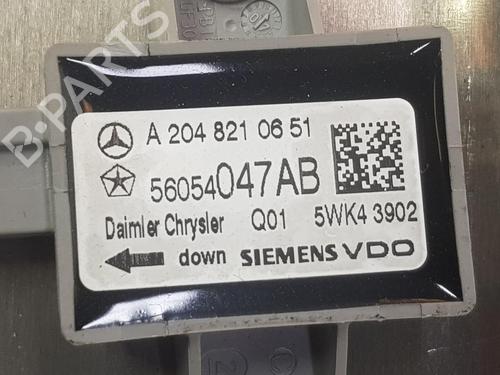 A 204 821 06 51
56054047AB
Daimler Chrysler Q01 5WK4 3902
down SIEMENS VDO
B-PARTS